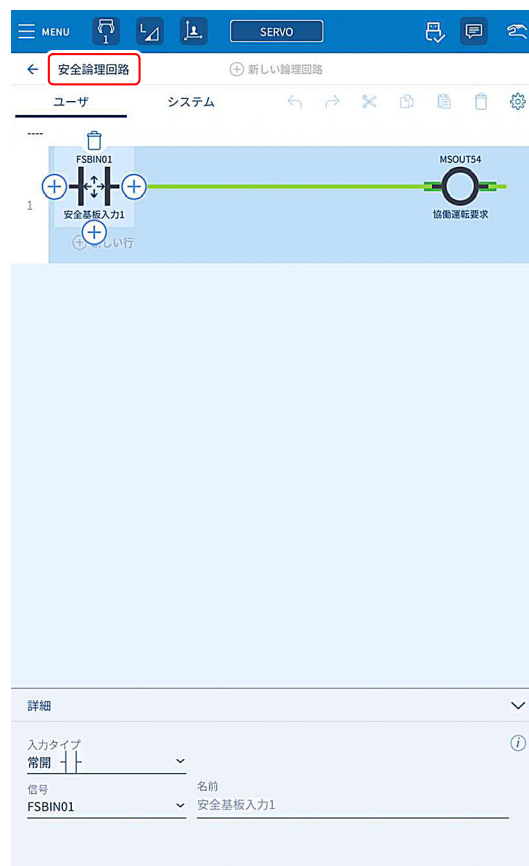 MENU 1 SERVO
安全論理回路 新しい論理回路
ユーザ システム
----
FSBIN01 MSOUT54
1
安全基板入力1 協働運転要求
しい行
詳細
入力タイプ
常開
信号 名前
FSBIN01 安全基板入力1